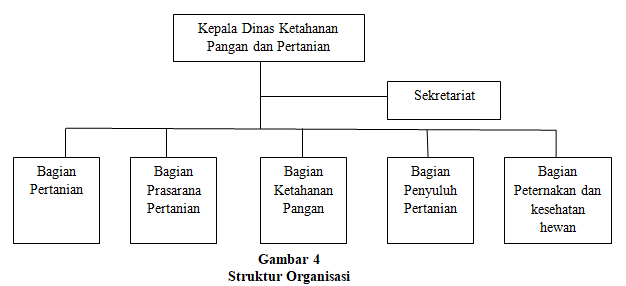 Kepala Dinas Ketahanan
Pangan dan Pertanian
Sekretariat
Bagian
Pertanian
Bagian
Prasarana
Pertanian
Bagian
Ketahanan
Pangan
Bagian
Penyuluh
Pertanian
Bagian
Peternakan dan
kesehatan
hewan
Gambar 4
Struktur Organisasi